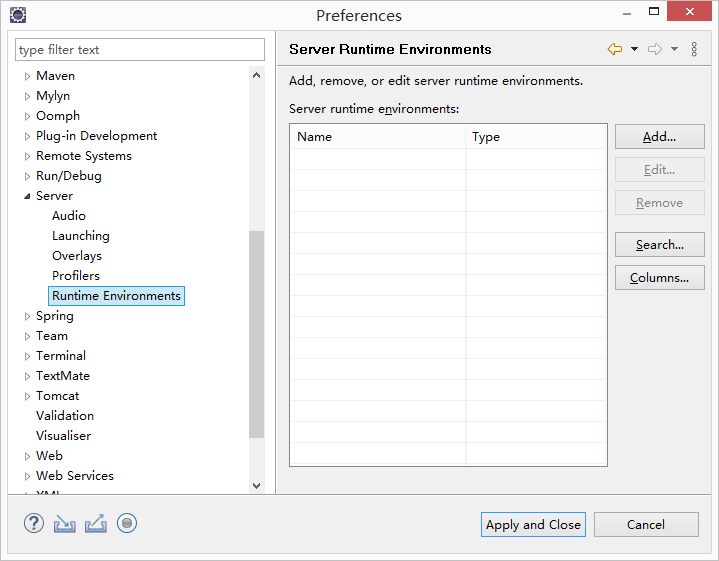 Preferences
type filter text
Maven
Mylyn
Oomph
Plug-in Development
Remote Systems
Run/Debug
Server
Audio
Launching
Overlays
Profilers
Runtime Environments
Spring
Team
Terminal
TextMate
Tomcat
Validation
Visualiser
Web
Web Services
Server Runtime Environments
Add, remove, or edit server runtime environments.
Server runtime environments:
Name Type
Add...
Edit...
Remove
Search...
Columns...
?
Apply and Close
Cancel